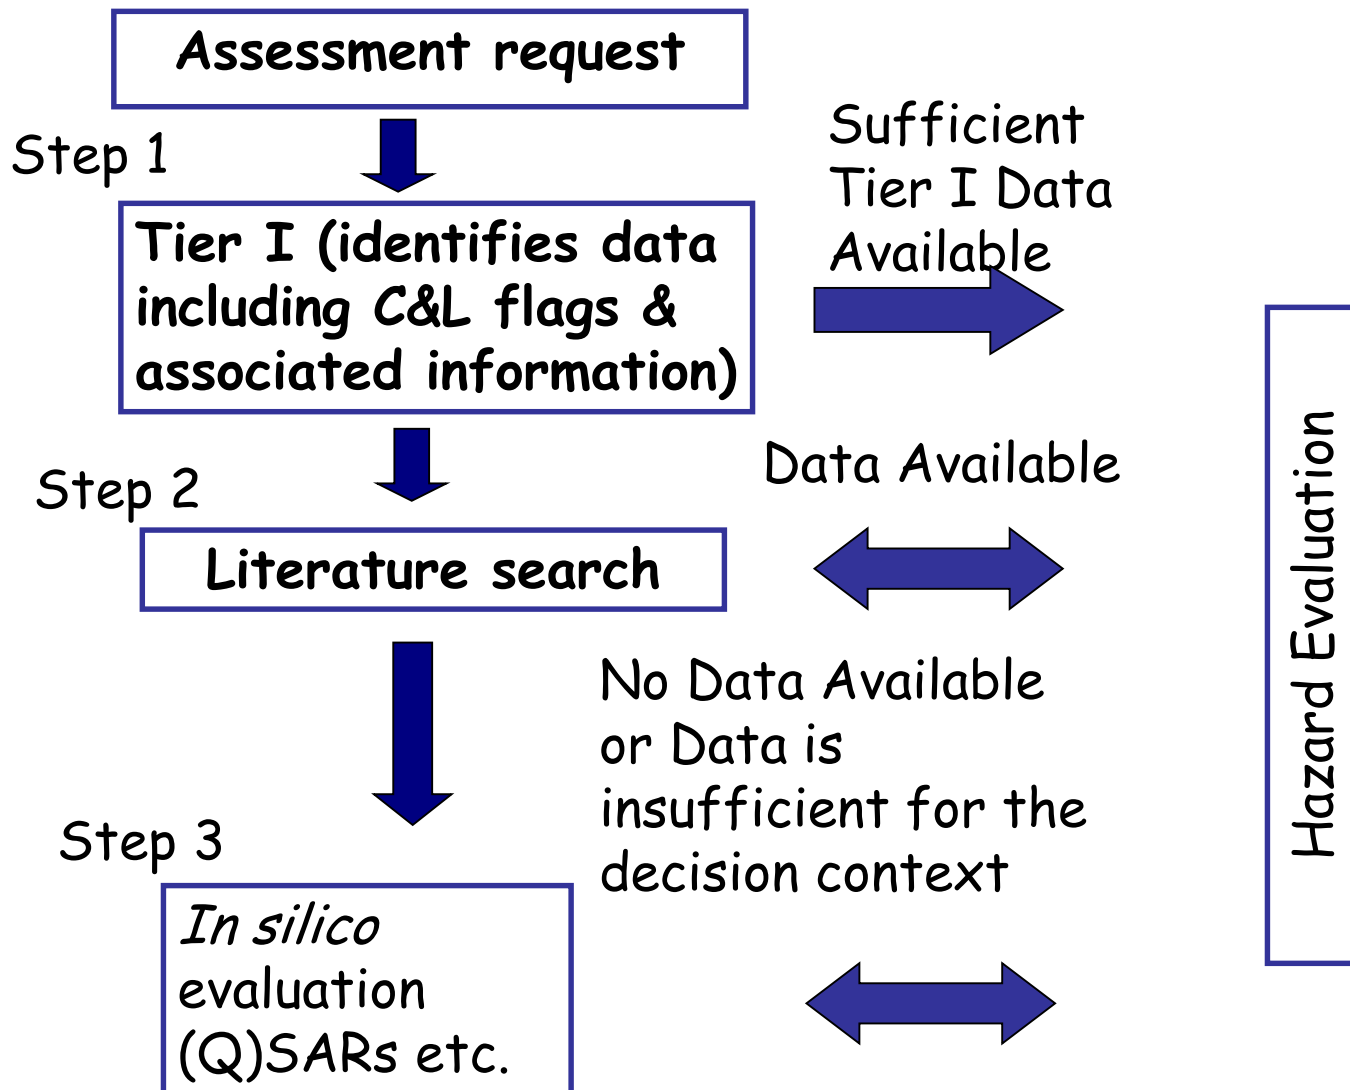 Assessment request
Step 1
Sufficient
Tier I Data
Available
Tier I (identifies data
including C&L flags &
associated information)
Step 2
Data Available
Literature search
No Data Available
or Data is
insufficient for the
decision context
Step 3
In silico
evaluation
(Q)SARs etc.
Hazard Evaluation